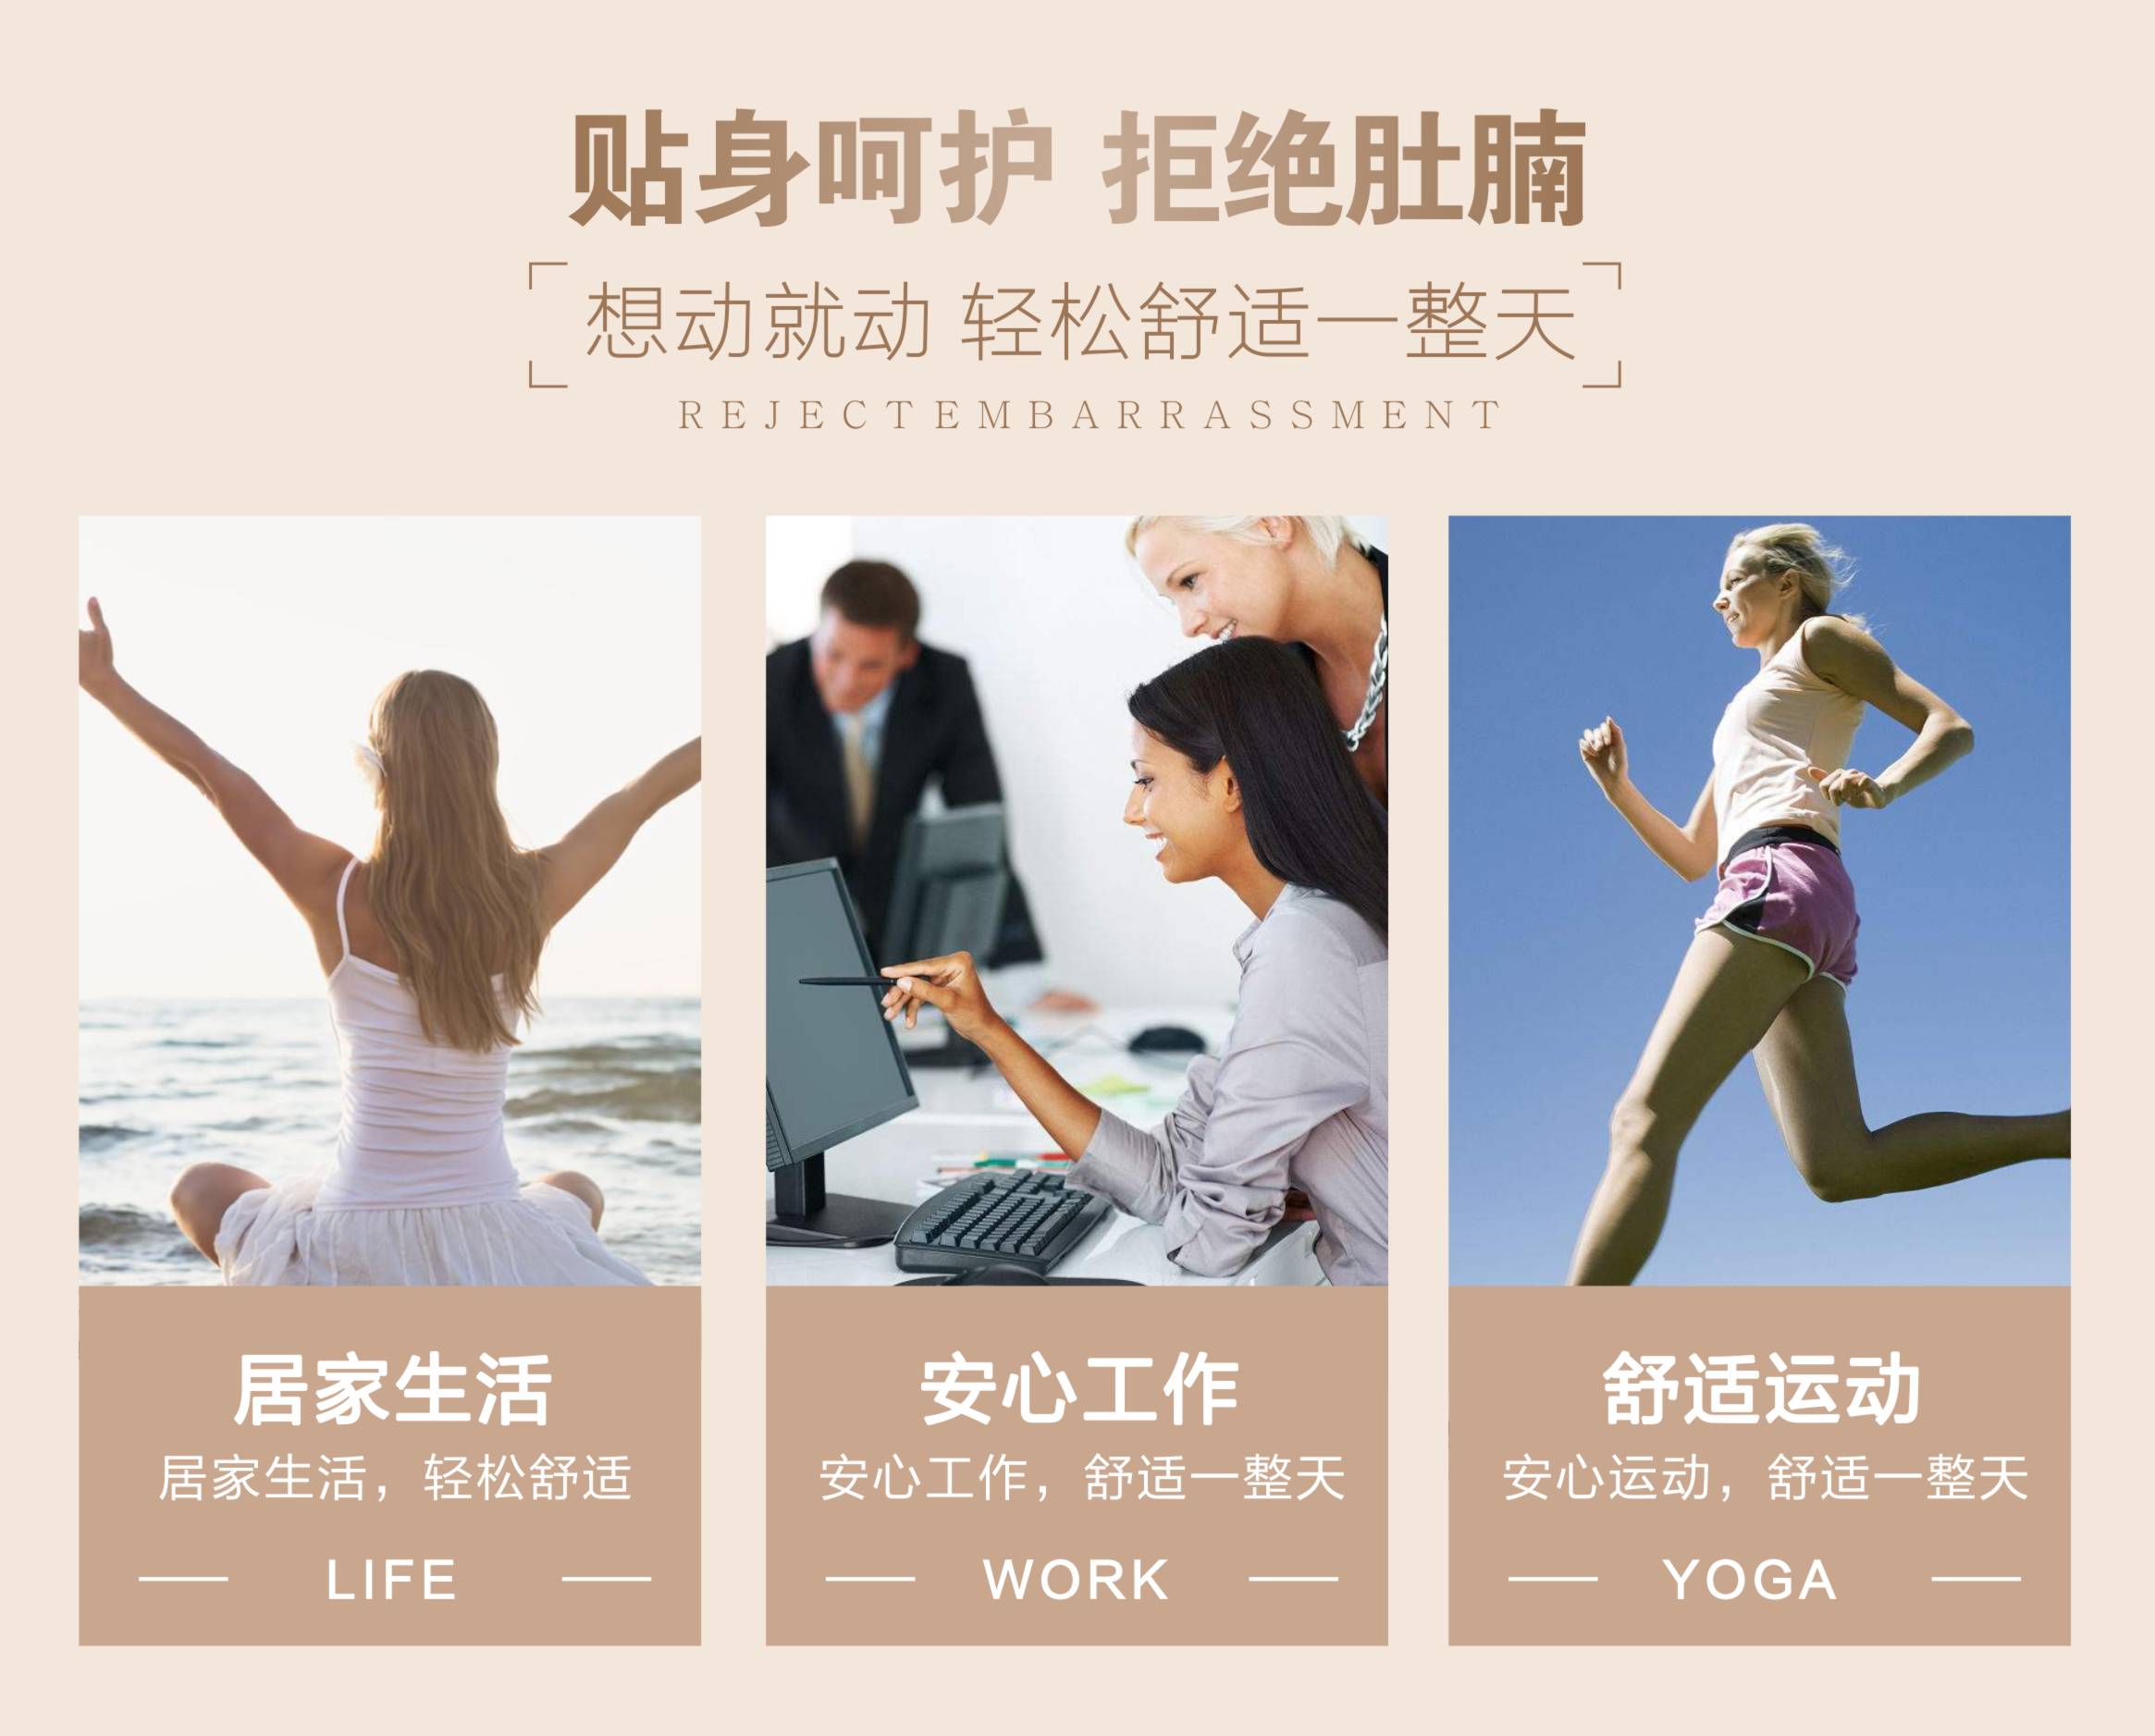 贴身呵护 拒绝肚腩
想动就动 轻松舒适一整天
REJECTEMBARRASSMENT
居家生活
居家生活，轻松舒适
LIFE
安心工作
安心工作，舒适一整天
WORK
舒适运动
安心运动，舒适一整天
YOGA